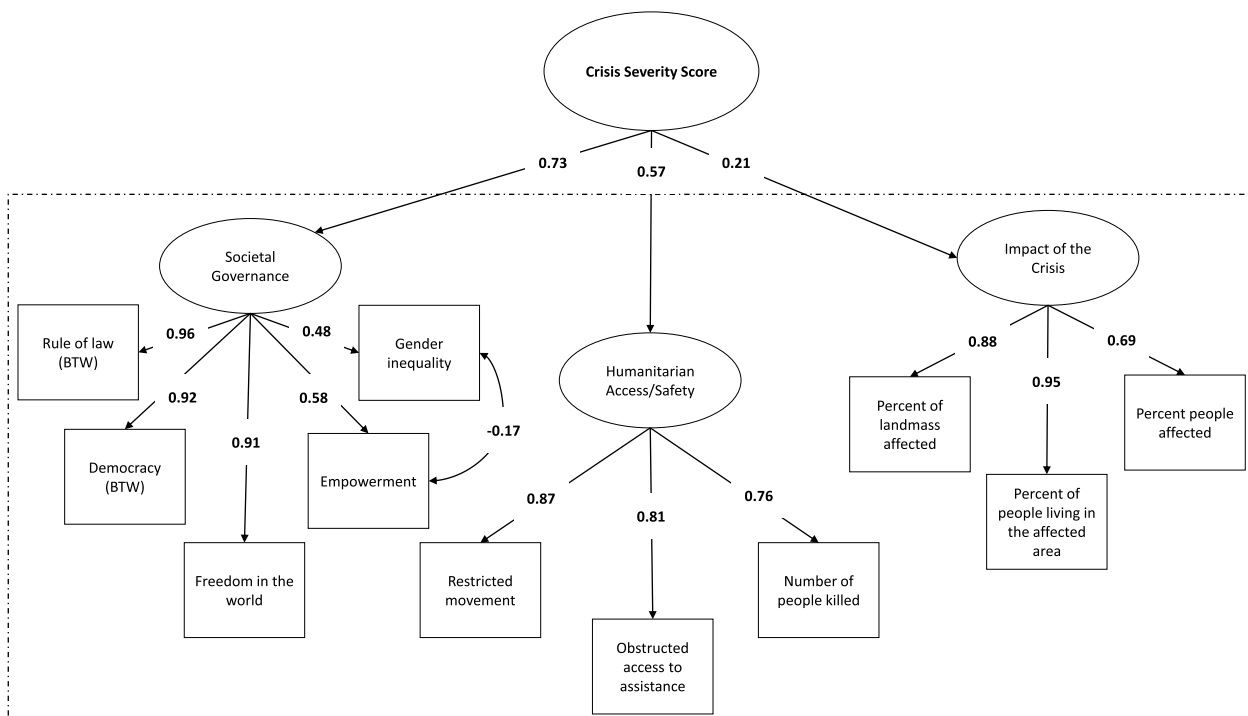 Crisis Severity Score
0.73
0.57
0.21
Societal
Governance
Impact of the
Crisis
Rule of law
(BTW)
0.96
0.48
Gender
inequality
Humanitarian
Access/Safety
0.88
0.95
0.69
0.92
0.91
0.58
-0.17
Democracy
(BTW)
Empowerment
Percent of
landmass
affected
Percent people
affected
0.87
0.81
0.76
Percent of
people living in
the affected
area
Freedom in the
world
Restricted
movement
Number of
people killed
Obstructed
access to
assistance